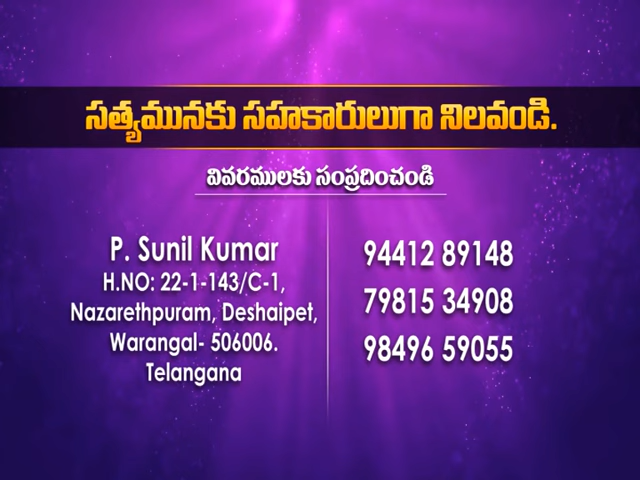 సత్యమునకు సహకారులుగా నిలవండి.
వివరములకు సంప్రదించండి
P. Sunil Kumar
H.NO: 22-1-143/C-1,
Nazarethpuram, Deshaipet,
Warangal- 506006.
Telangana
94412 89148
79815 34908
98496 59055